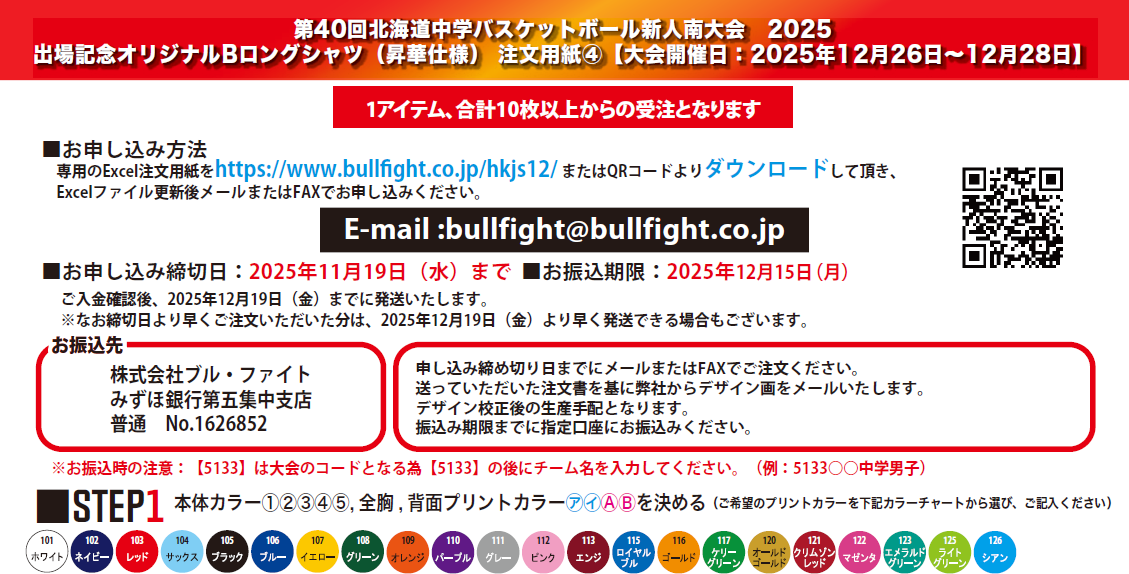 第40回北海道中学バスケットボール新人南大会　2025
出場記念オリジナルBロングシャツ（昇華仕様） 注文用紙④【大会開催日：2025年12月26日～12月28日】
1アイテム、合計10枚以上からの受注となります
■お申し込み方法
専用のExcel注文用紙をhttps://www.bullfight.co.jp/hkjs12/ またはQRコードよりダウンロードして頂き、
Excelファイル更新後メールまたはFAXでお申し込みください。
E-mail :bullfight@bullfight.co.jp
■お申し込み締切日：2025年11月19日（水）まで ■お振込期限：2025年12月15日（月）
ご入金確認後、2025年12月19日（金）までに発送いたします。
※なお締切日より早くご注文いただいた分は、2025年12月19日（金）より早く発送できる場合もございます。
お振込先
株式会社ブル・ファイト
みずほ銀行第五集中支店
普通　No.1626852
申し込み締め切り日までにメールまたはFAXでご注文ください。
送っていただいた注文書を基に弊社からデザイン画をメールいたします。
デザイン校正後の生産手配となります。
振込み期限までに指定口座にお振込みください。
※お振込時の注意：【5133】は大会のコードとなる為【5133】の後にチーム名を入力してください。（例：5133○○中学男子）
■STEP1 本体カラー①②③④⑤, 全胸 , 背面プリントカラー㋐㋑ⒶⒷを決める（ご希望のプリントカラーを下記カラーチャートから選び、ご記入ください）
101 ホワイト
102 ネイビー
103 レッド
104 サックス
105 ブラック
106 ブルー
107 イエロー
108 グリーン
109 オレンジ
110 パープル
111 グレー
112 ピンク
113 エンジ
115 ロイヤルブルー
116 ゴールド
117 ケリーグリーン
120 オールドゴールド
121 クリムゾンレッド
122 マゼンタ
123 エメラルドグリーン
125 ライトグリーン
126 シアン